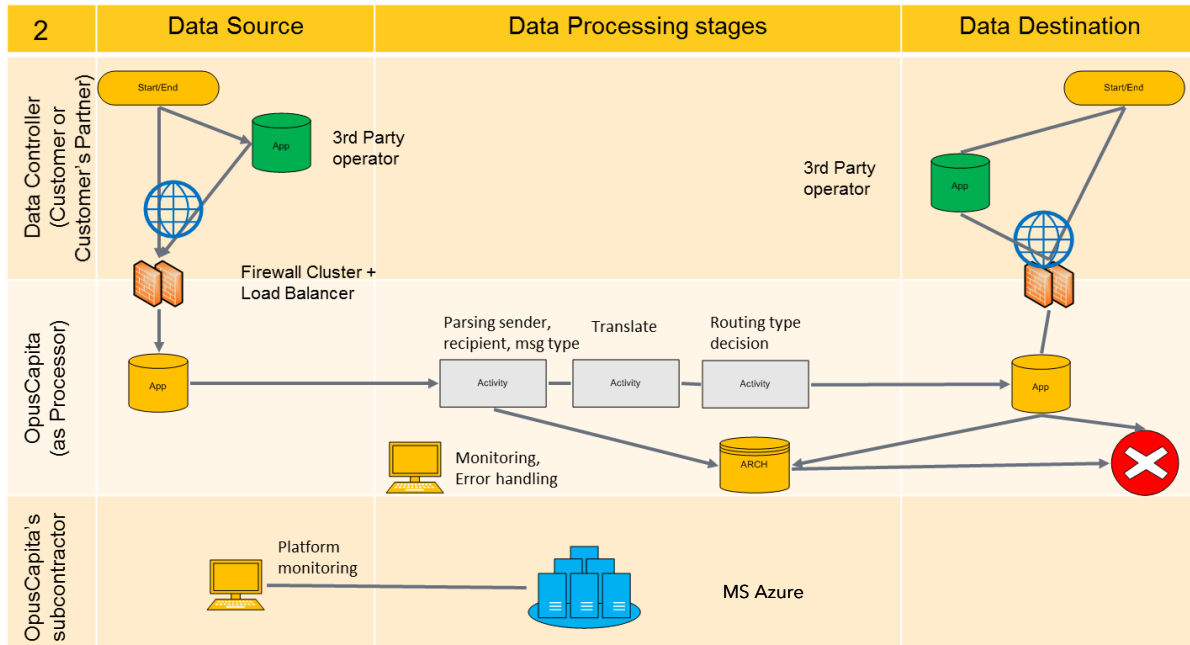 2
Data Source
Data Processing stages
Data Destination
Data Controller
(Customer or
Customer's Partner)
Start/End
App
3rd Party
operator
Firewall Cluster +
Load Balancer
Start/End
3rd Party
operator
App
OpusCapita
(as Processor)
App
Parsing sender,
recipient, msg type
Activity
Translate
Activity
Routing type
decision
Activity
App
Monitoring,
Error handling
ARCH
OpusCapita's
subcontractor
Platform
monitoring
MS Azure